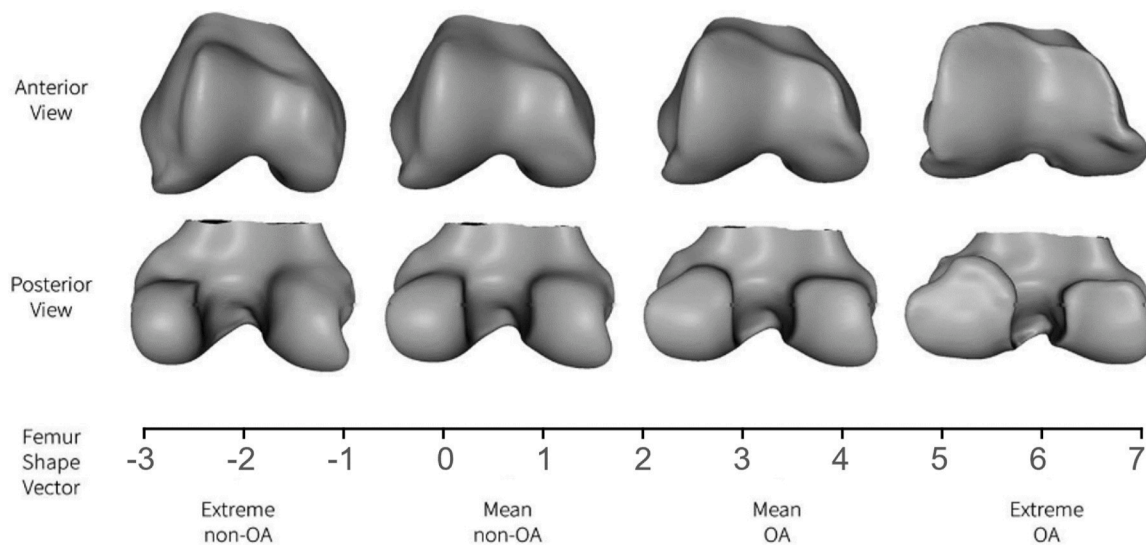 Anterior
View
Posterior
View
Femur
Shape
Vector
-3 -2 -1 0 1 2 3 4 5 6 7
Extreme
non-OA
Mean
non-OA
Mean
OA
Extreme
OA